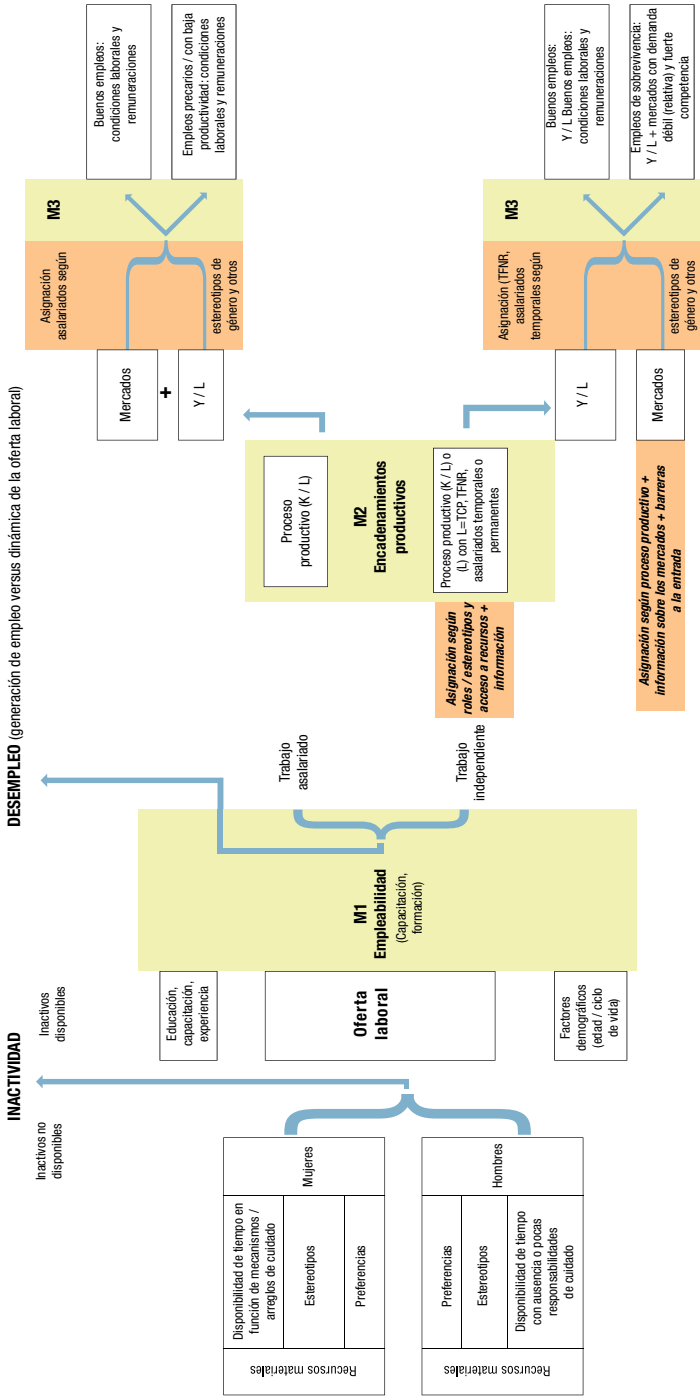 DESEMPLEO (generación de empleo versus dinámica de la oferta laboral)
INACTIVIDAD
Inactivos no
disponibles
Inactivos
disponibles
Recursos materiales
Disponibilidad de tiempo en
función de mecanismos /
arreglos de cuidado
Estereotipos
Preferencias
Mujeres
Recursos materiales
Preferencias
Estereotipos
Disponibilidad de tiempo
con ausencia o pocas
responsabilidades
de cuidado
Hombres
Educación,
capacitación,
experiencia
Oferta
laboral
Factores
demográficos
(edad / ciclo
de vida)
M1
Empleabilidad
(Capacitación,
formación)
Trabajo
asalariado
Trabajo
independiente
Asignación según
roles / estereotipos y
acceso a recursos +
información
M2
Encadenamientos
productivos
Proceso
productivo (K / L)
Proceso productivo (K / L) o
(L) con L=TCP, TFNR,
asalariados temporales o
permanentes
Mercados
+
Y / L
Asignación
asalariados según
estereotipos de
género y otros
M3
Buenos empleos:
condiciones laborales y
remuneraciones
Empleos precarios / con baja
productividad: condiciones
laborales y remuneraciones
Y / L
Mercados
Asignación según proceso productivo +
información sobre los mercados + barreras
a la entrada
Asignación (TFNR,
asalariados
temporales según
estereotipos de
género y otros
M3
Buenos empleos:
Y / L Buenos empleos:
condiciones laborales y
remuneraciones
Empleos de sobrevivencia:
Y / L + mercados con demanda
débil (relativa) y fuerte
competencia